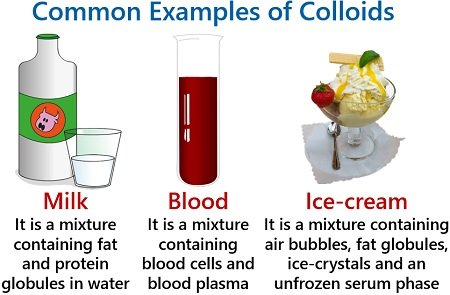 Common Examples of Colloids
Milk
It is a mixture
containing fat
and protein
globules in water
Blood
It is a mixture
containing
blood cells and
blood plasma
Ice-cream
It is a mixture containing
air bubbles, fat globules,
ice-crystals and an
unfrozen serum phase